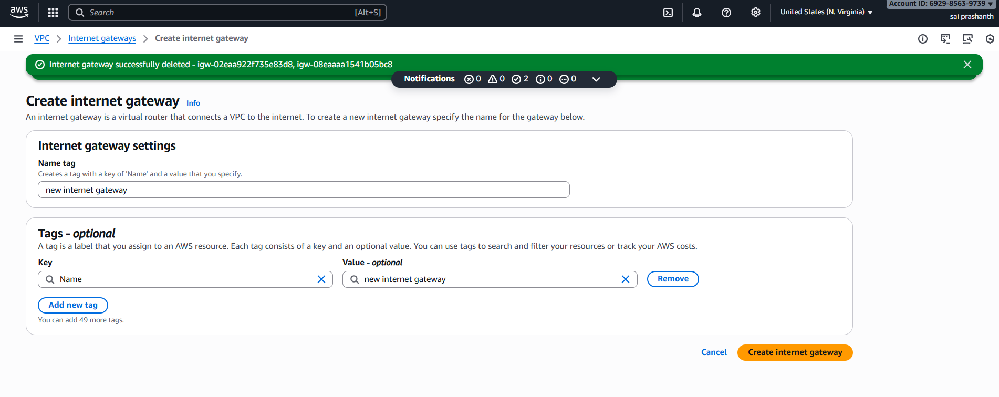 aws
Search [Alt+S]
United States (N. Virginia)
Account ID: 6929-8563-9739
sai prashanth
VPC > Internet gateways > Create internet gateway
Internet gateway successfully deleted - igw-02eaa922f735e83d8, igw-08eaaaa1541b05bc8
Notifications 0 0 2 0 0
Create internet gateway Info
An internet gateway is a virtual router that connects a VPC to the internet. To create a new internet gateway specify the name for the gateway below.
Internet gateway settings
Name tag
Creates a tag with a key of 'Name' and a value that you specify.
new internet gateway
Tags - optional
A tag is a label that you assign to an AWS resource. Each tag consists of a key and an optional value. You can use tags to search and filter your resources or track your AWS costs.
Key Value - optional
Name new internet gateway Remove
Add new tag
You can add 49 more tags.
Cancel Create internet gateway